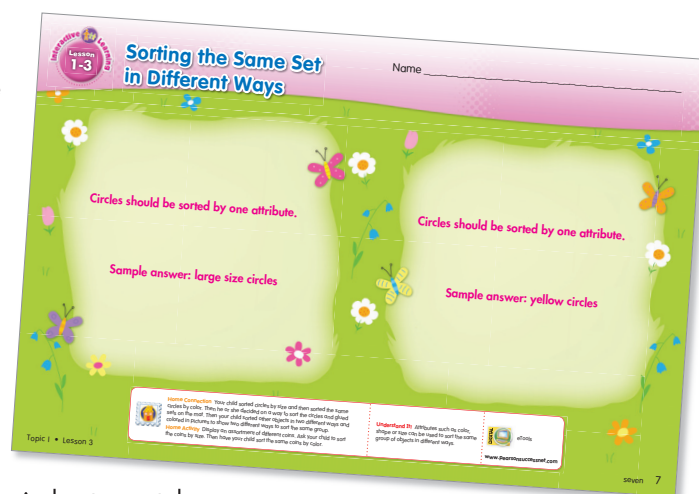 Interactive Learning
Lesson
1-3
Sorting the Same Set
in Different Ways
Name
Circles should be sorted by one attribute.
Sample answer: large size circles
Circles should be sorted by one attribute.
Sample answer: yellow circles
Home Connection Your child sorted circles by size and then sorted the same
circles by color. Then he or she decided on a way to sort the circles and glued
sets on the mat. Then your child sorted other objects in two different ways and
colored in pictures to show two different ways to sort the same group.
Home Activity Display an assortment of different coins. Ask your child to sort
the coins by size. Then have your child sort the same coins by color.
Understand It! Attributes such as color,
shape or size can be used to sort the same
group of objects in different ways.
eTools
www.Pearsonsuccessnet.com
Topic 1 • Lesson 3
seven 7